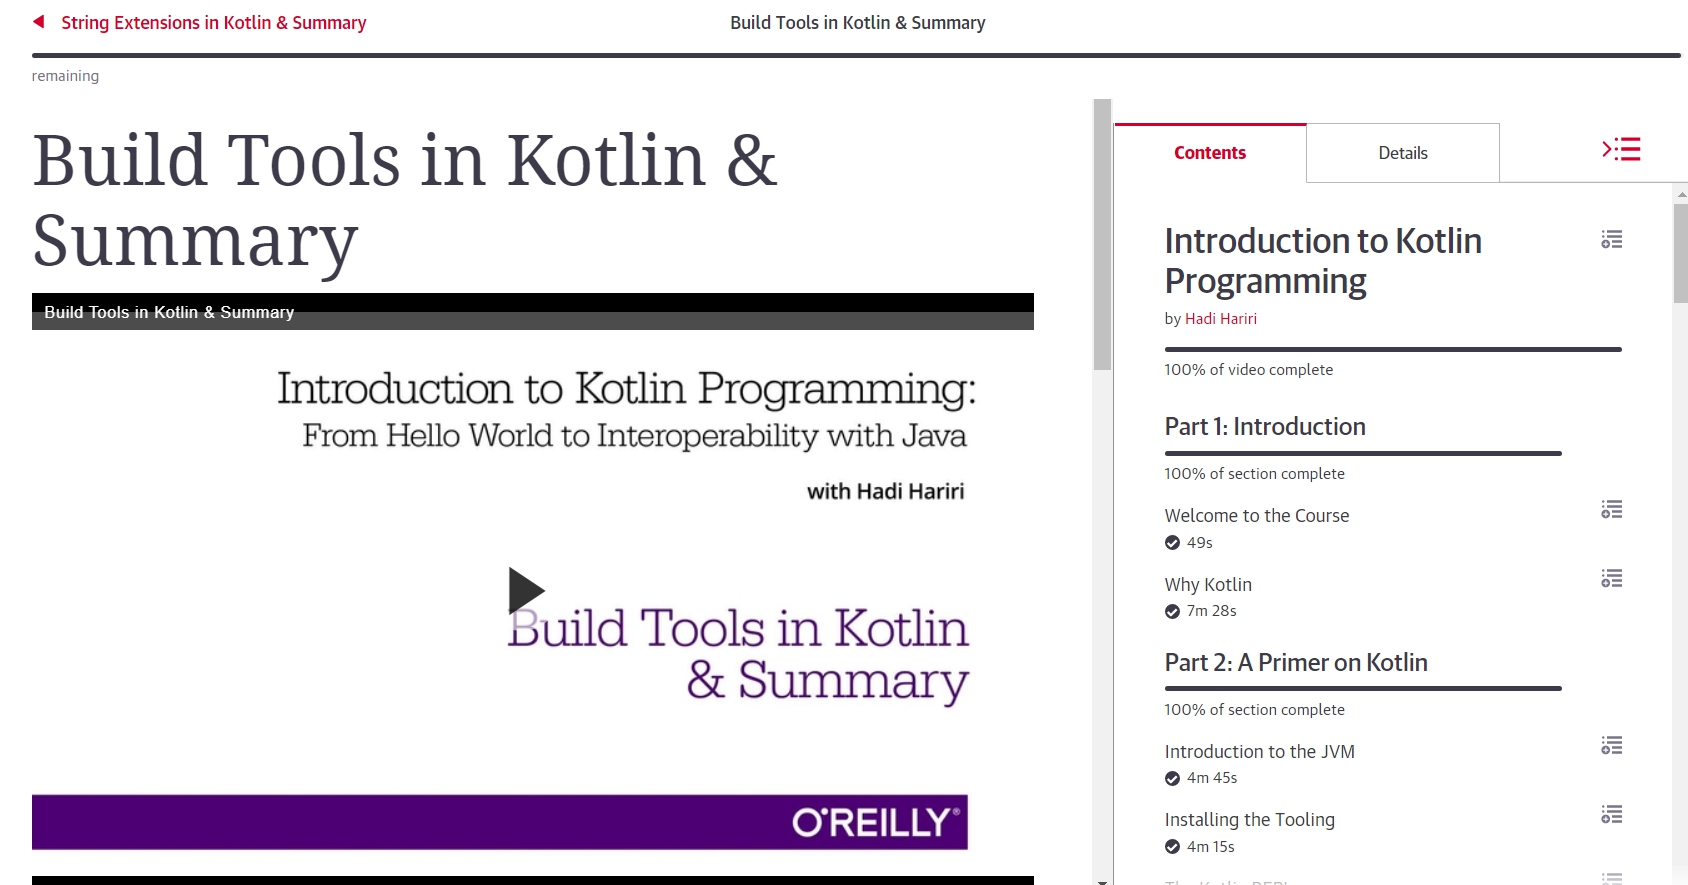 String Extensions in Kotlin & Summary
Build Tools in Kotlin & Summary
remaining
Build Tools in Kotlin &
Summary
Build Tools in Kotlin & Summary
Introduction to Kotlin Programming:
From Hello World to Interoperability with Java
with Hadi Hariri
Build Tools in Kotlin
& Summary
O'REILLY®
Contents
Details
Introduction to Kotlin
Programming
by Hadi Hariri
100% of video complete
Part 1: Introduction
100% of section complete
Welcome to the Course
49s
Why Kotlin
7m 28s
Part 2: A Primer on Kotlin
100% of section complete
Introduction to the JVM
4m 45s
Installing the Tooling
4m 15s